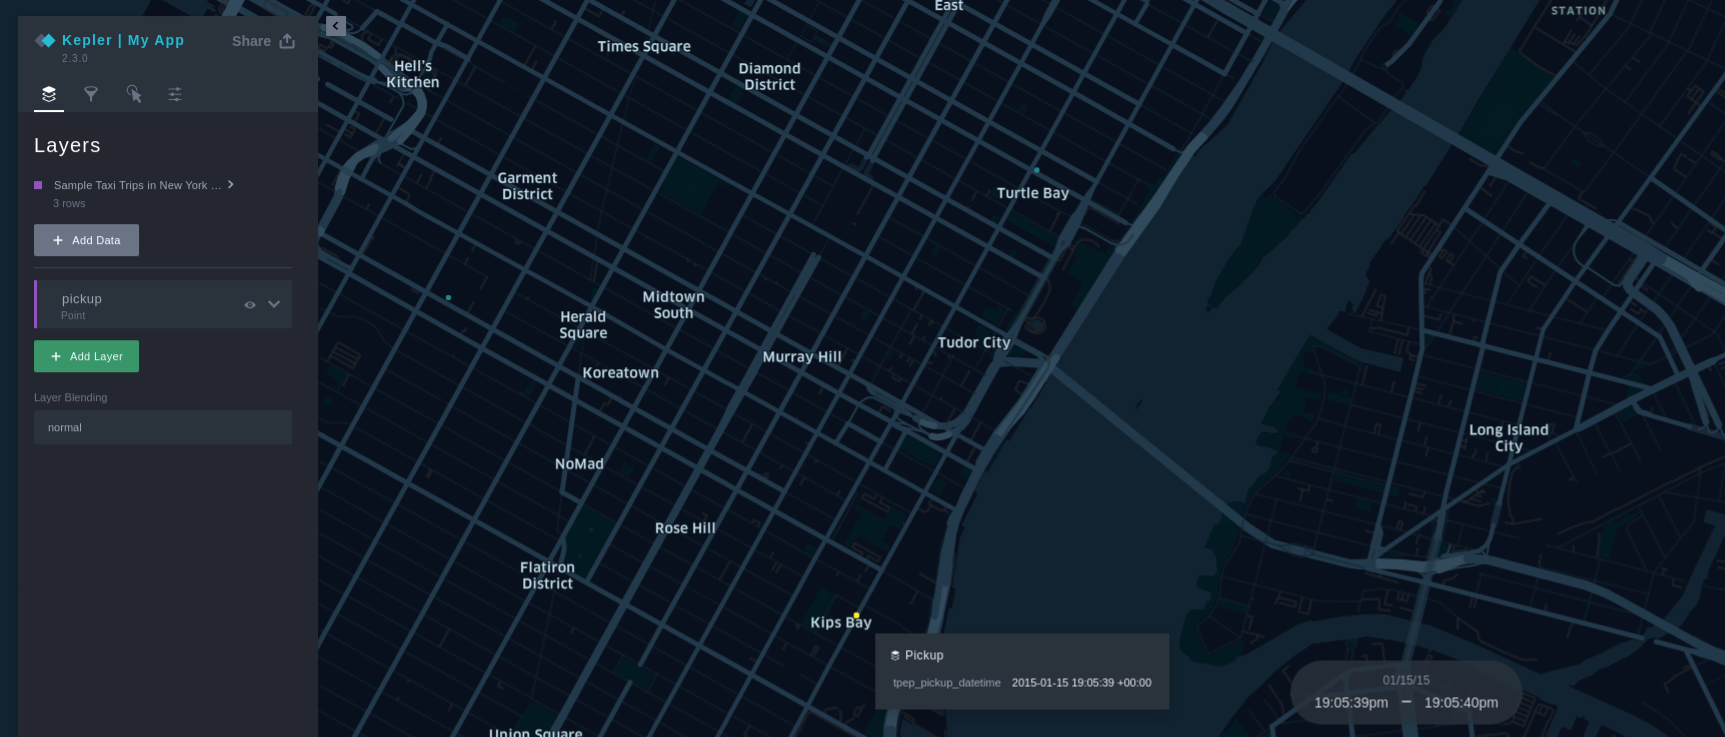 Kepler | My App
2.3.0
Share
Layers
Sample Taxi Trips in New York ...
3 rows
+ Add Data
pickup
Point
+ Add Layer
Layer Blending
normal
East
STATION
Times Square
Hell's
Kitchen
Diamond
District
Garment
District
Turtle Bay
Midtown
South
Herald
Square
Tudor City
Murray Hill
Koreatown
Long Island
City
NoMad
Rose Hill
Flatiron
District
Kips Bay
Pickup
tpep_pickup_datetime 2015-01-15 19:05:39 +00:00
01/15/15
19:05:39pm – 19:05:40pm
Union Square